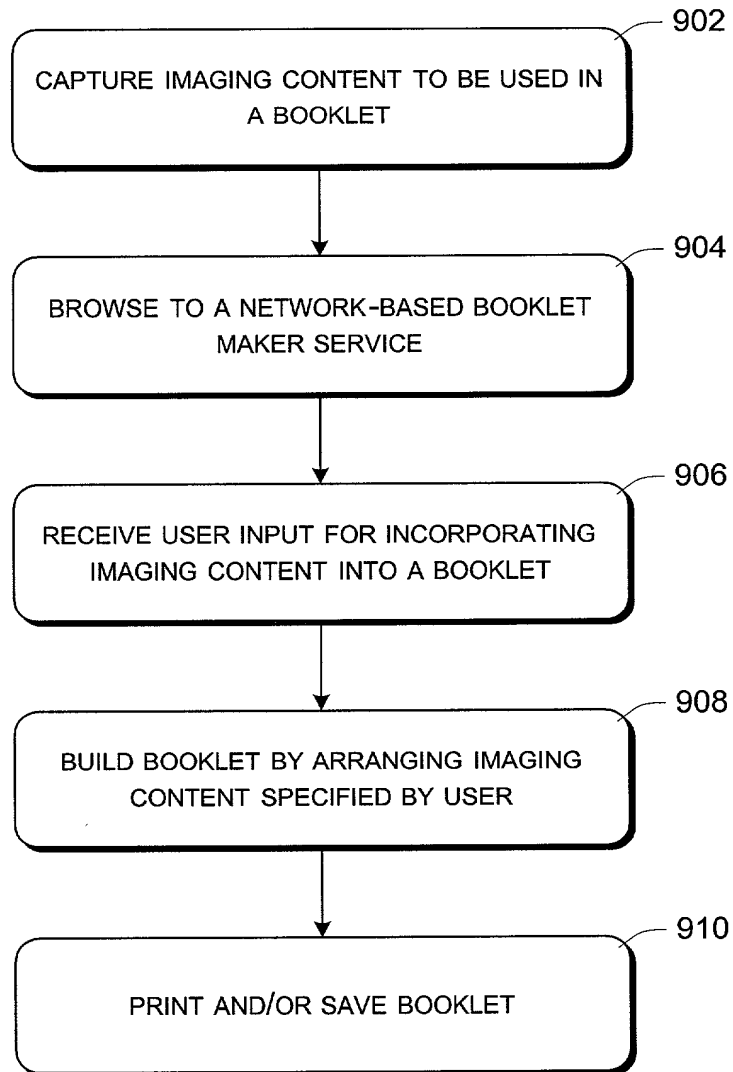 902
CAPTURE IMAGING CONTENT TO BE USED IN
A BOOKLET
904
BROWSE TO A NETWORK-BASED BOOKLET
MAKER SERVICE
906
RECEIVE USER INPUT FOR INCORPORATING
IMAGING CONTENT INTO A BOOKLET
908
BUILD BOOKLET BY ARRANGING IMAGING
CONTENT SPECIFIED BY USER
910
PRINT AND/OR SAVE BOOKLET